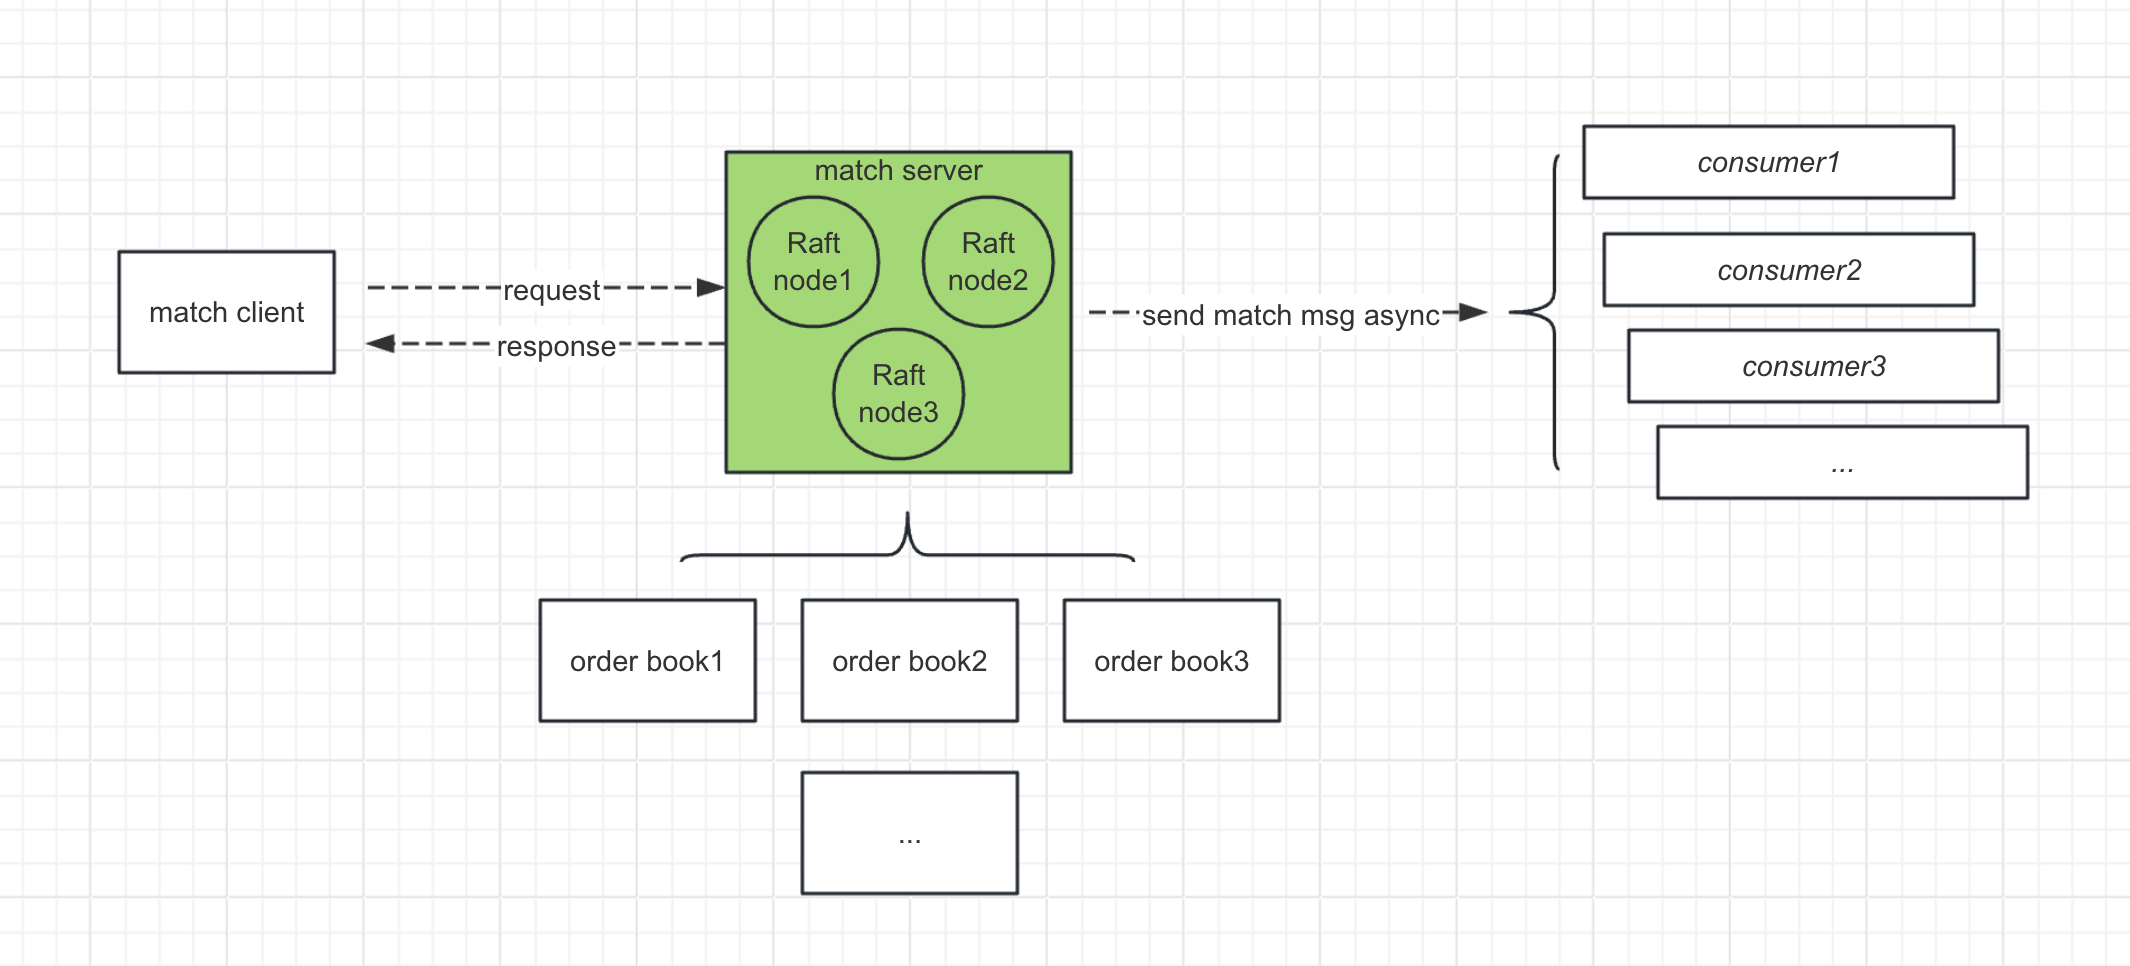 match client
request
response
match server
Raft
node1
Raft
node2
Raft
node3
send match msg async
consumer1
consumer2
consumer3
...
order book1
order book2
order book3
...